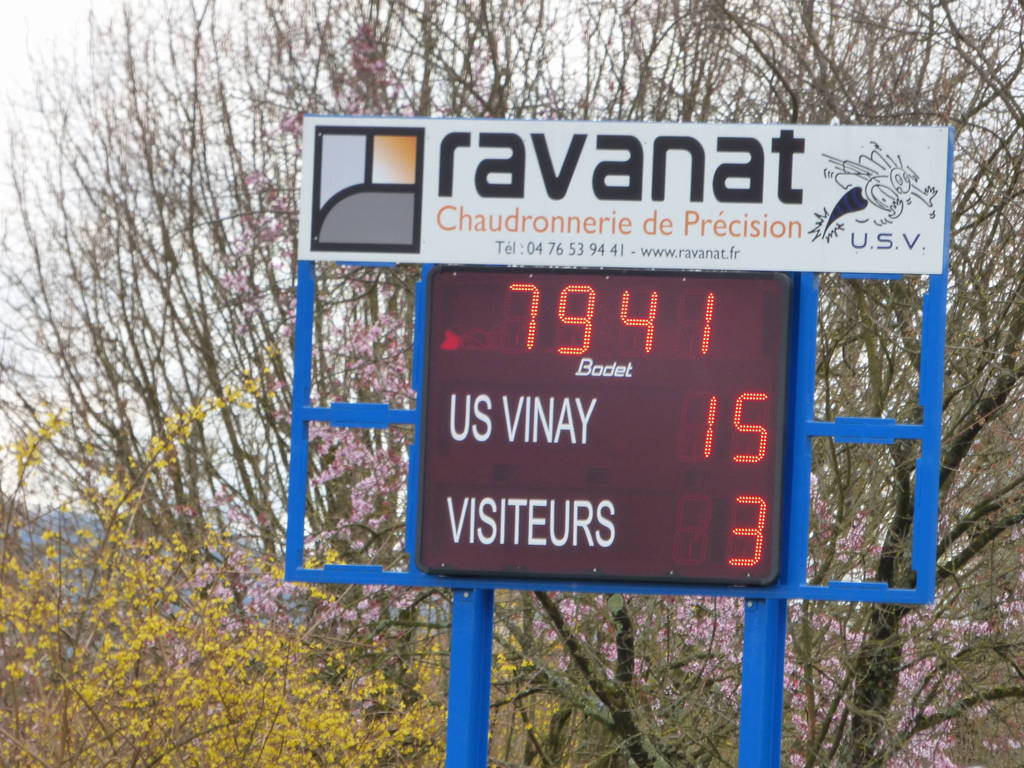 ravanat
Chaudronnerie de Précision
Tél : 04 76 53 94 41 - www.ravanat.fr
U.S.V.
79 41
Bodet
US VINAY 15
VISITEURS 3